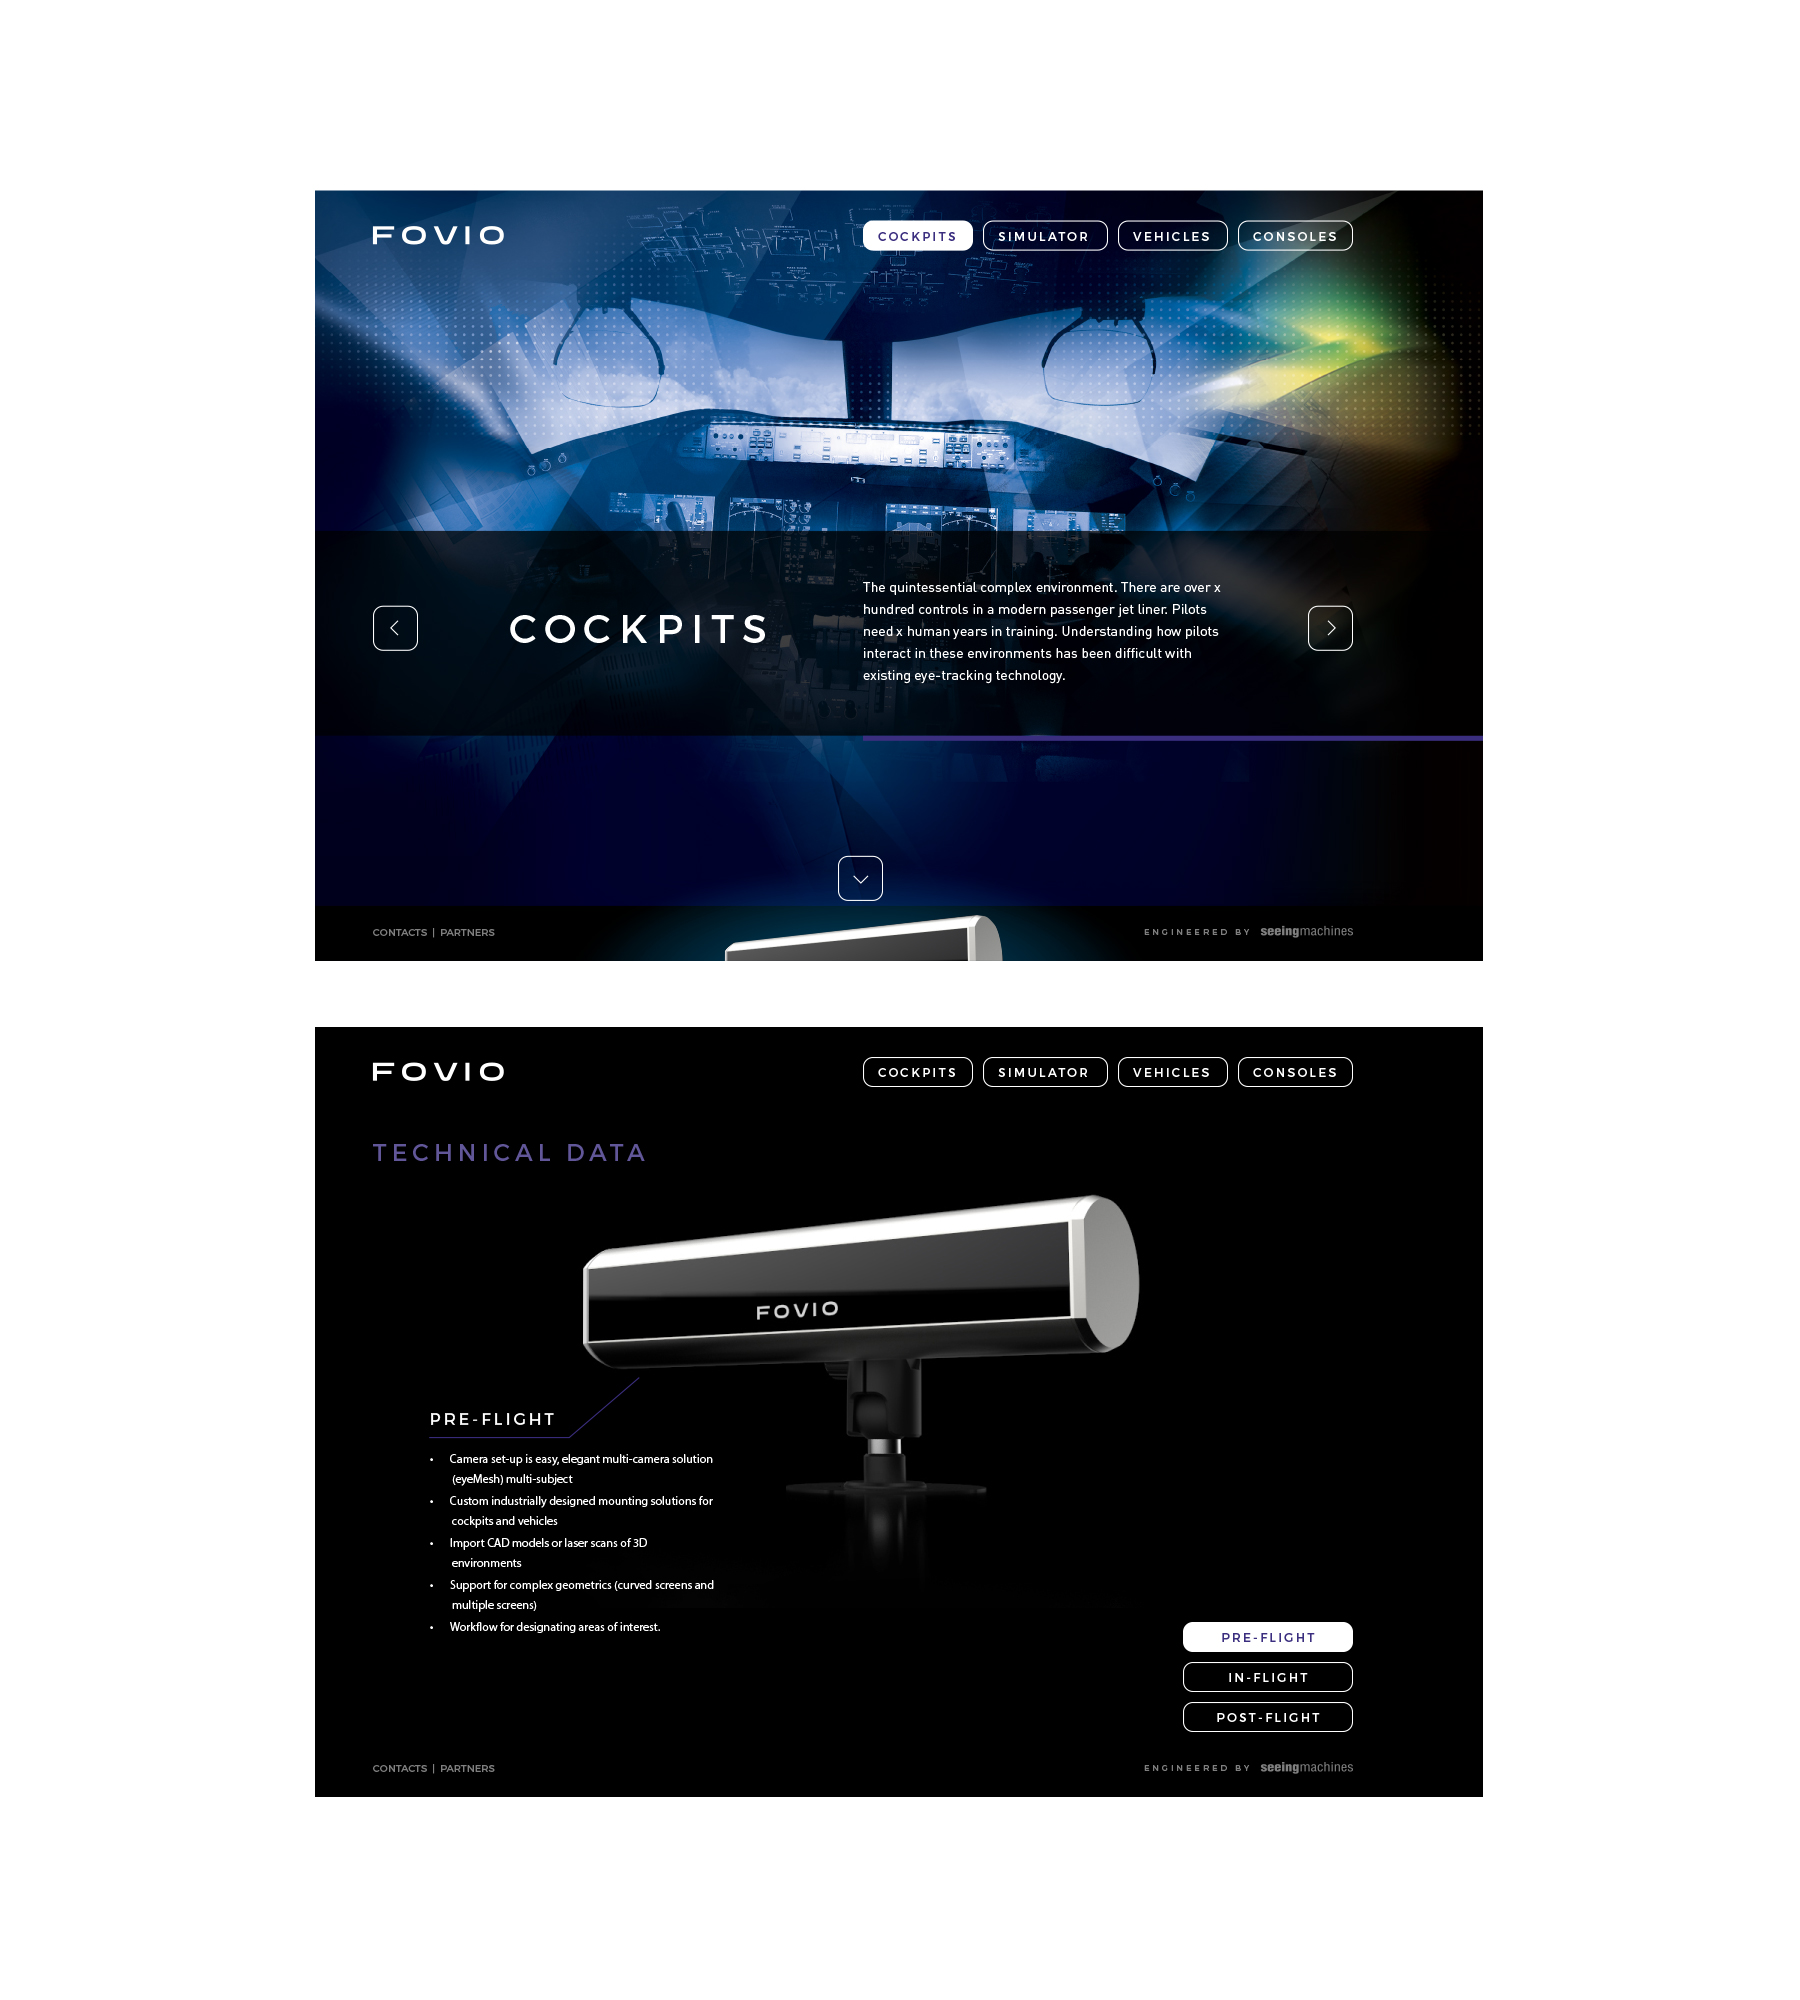 FOVIO
COCKPITS
SIMULATOR
VEHICLES
CONSOLES
COCKPITS
The quintessential complex environment. There are over x
hundred controls in a modern passenger jet liner. Pilots
need x human years in training. Understanding how pilots
interact in these environments has been difficult with
existing eye-tracking technology.
CONTACTS | PARTNERS
ENGINEERED BY seeingmachines
FOVIO
COCKPITS
SIMULATOR
VEHICLES
CONSOLES
TECHNICAL DATA
FOVIO
PRE-FLIGHT
• Camera set-up is easy, elegant multi-camera solution
(eyeMesh) multi-subject
• Custom industrially designed mounting solutions for
cockpits and vehicles
• Import CAD models or laser scans of 3D
environments
• Support for complex geometrics (curved screens and
multiple screens)
• Workflow for designating areas of interest.
PRE-FLIGHT
IN-FLIGHT
POST-FLIGHT
CONTACTS | PARTNERS
ENGINEERED BY seeingmachines